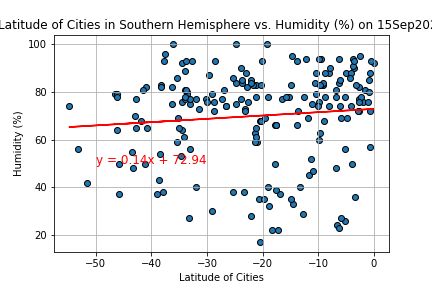 Latitude of Cities in Southern Hemisphere vs. Humidity (%) on 15Sep202
100
80
60
40
20
Humidity (%)
y = 0.14x + 72.94
−50
−40
−30
−20
−10
0
Latitude of Cities